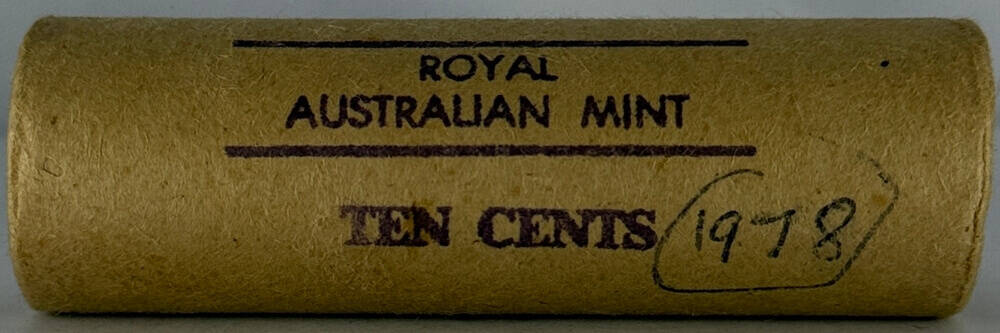 ROYAL
AUSTRALIAN MINT
TEN CENTS 1978